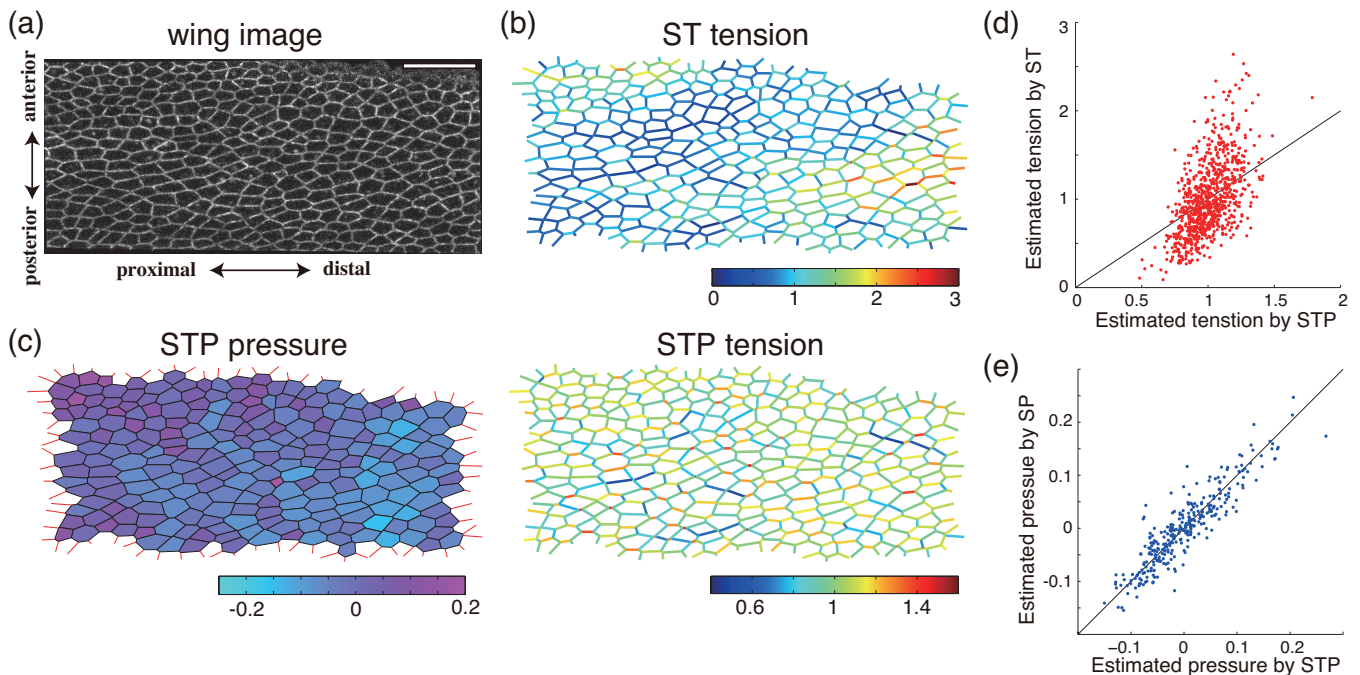 (a)
wing image
anterior
posterior
proximal
distal
(b)
ST tension
0 1 2 3
(c)
STP pressure
-0.2 0 0.2
STP tension
0.6 1 1.4
(d)
Estimated tension by ST
3
2
1
0
0 0.5 1 1.5 2
Estimated tenstion by STP
(e)
Estimated pressue by SP
0.2
0.1
0
-0.1
-0.1 0 0.1 0.2
Estimated pressure by STP